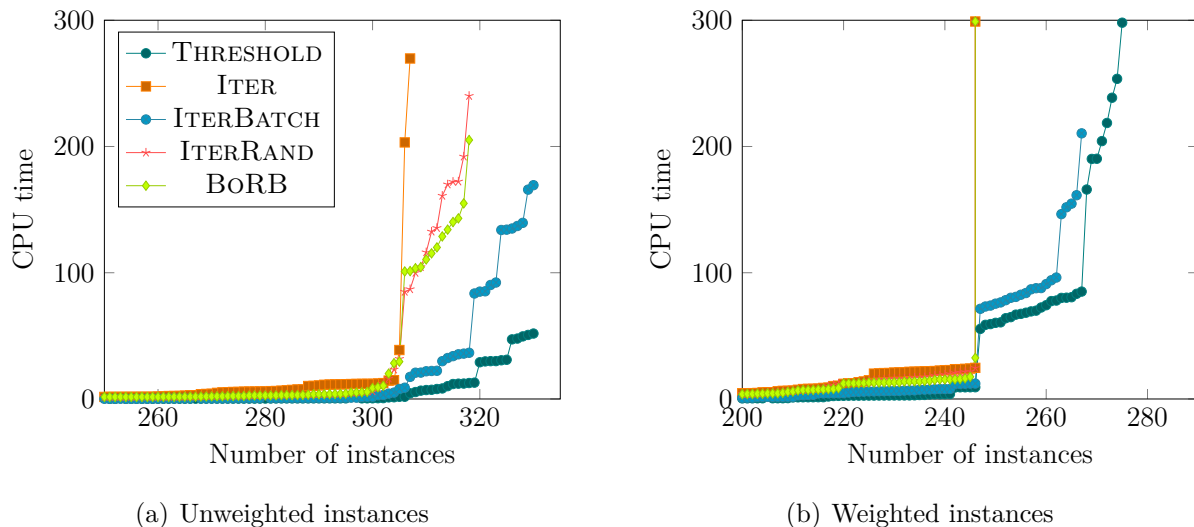 300
200
100
0
CPU time
260
280
300
320
Number of instances
THRESHOLD
ITER
ITERBATCH
ITERRAND
BORB
(a) Unweighted instances
300
200
100
0
CPU time
200
220
240
260
280
Number of instances
(b) Weighted instances